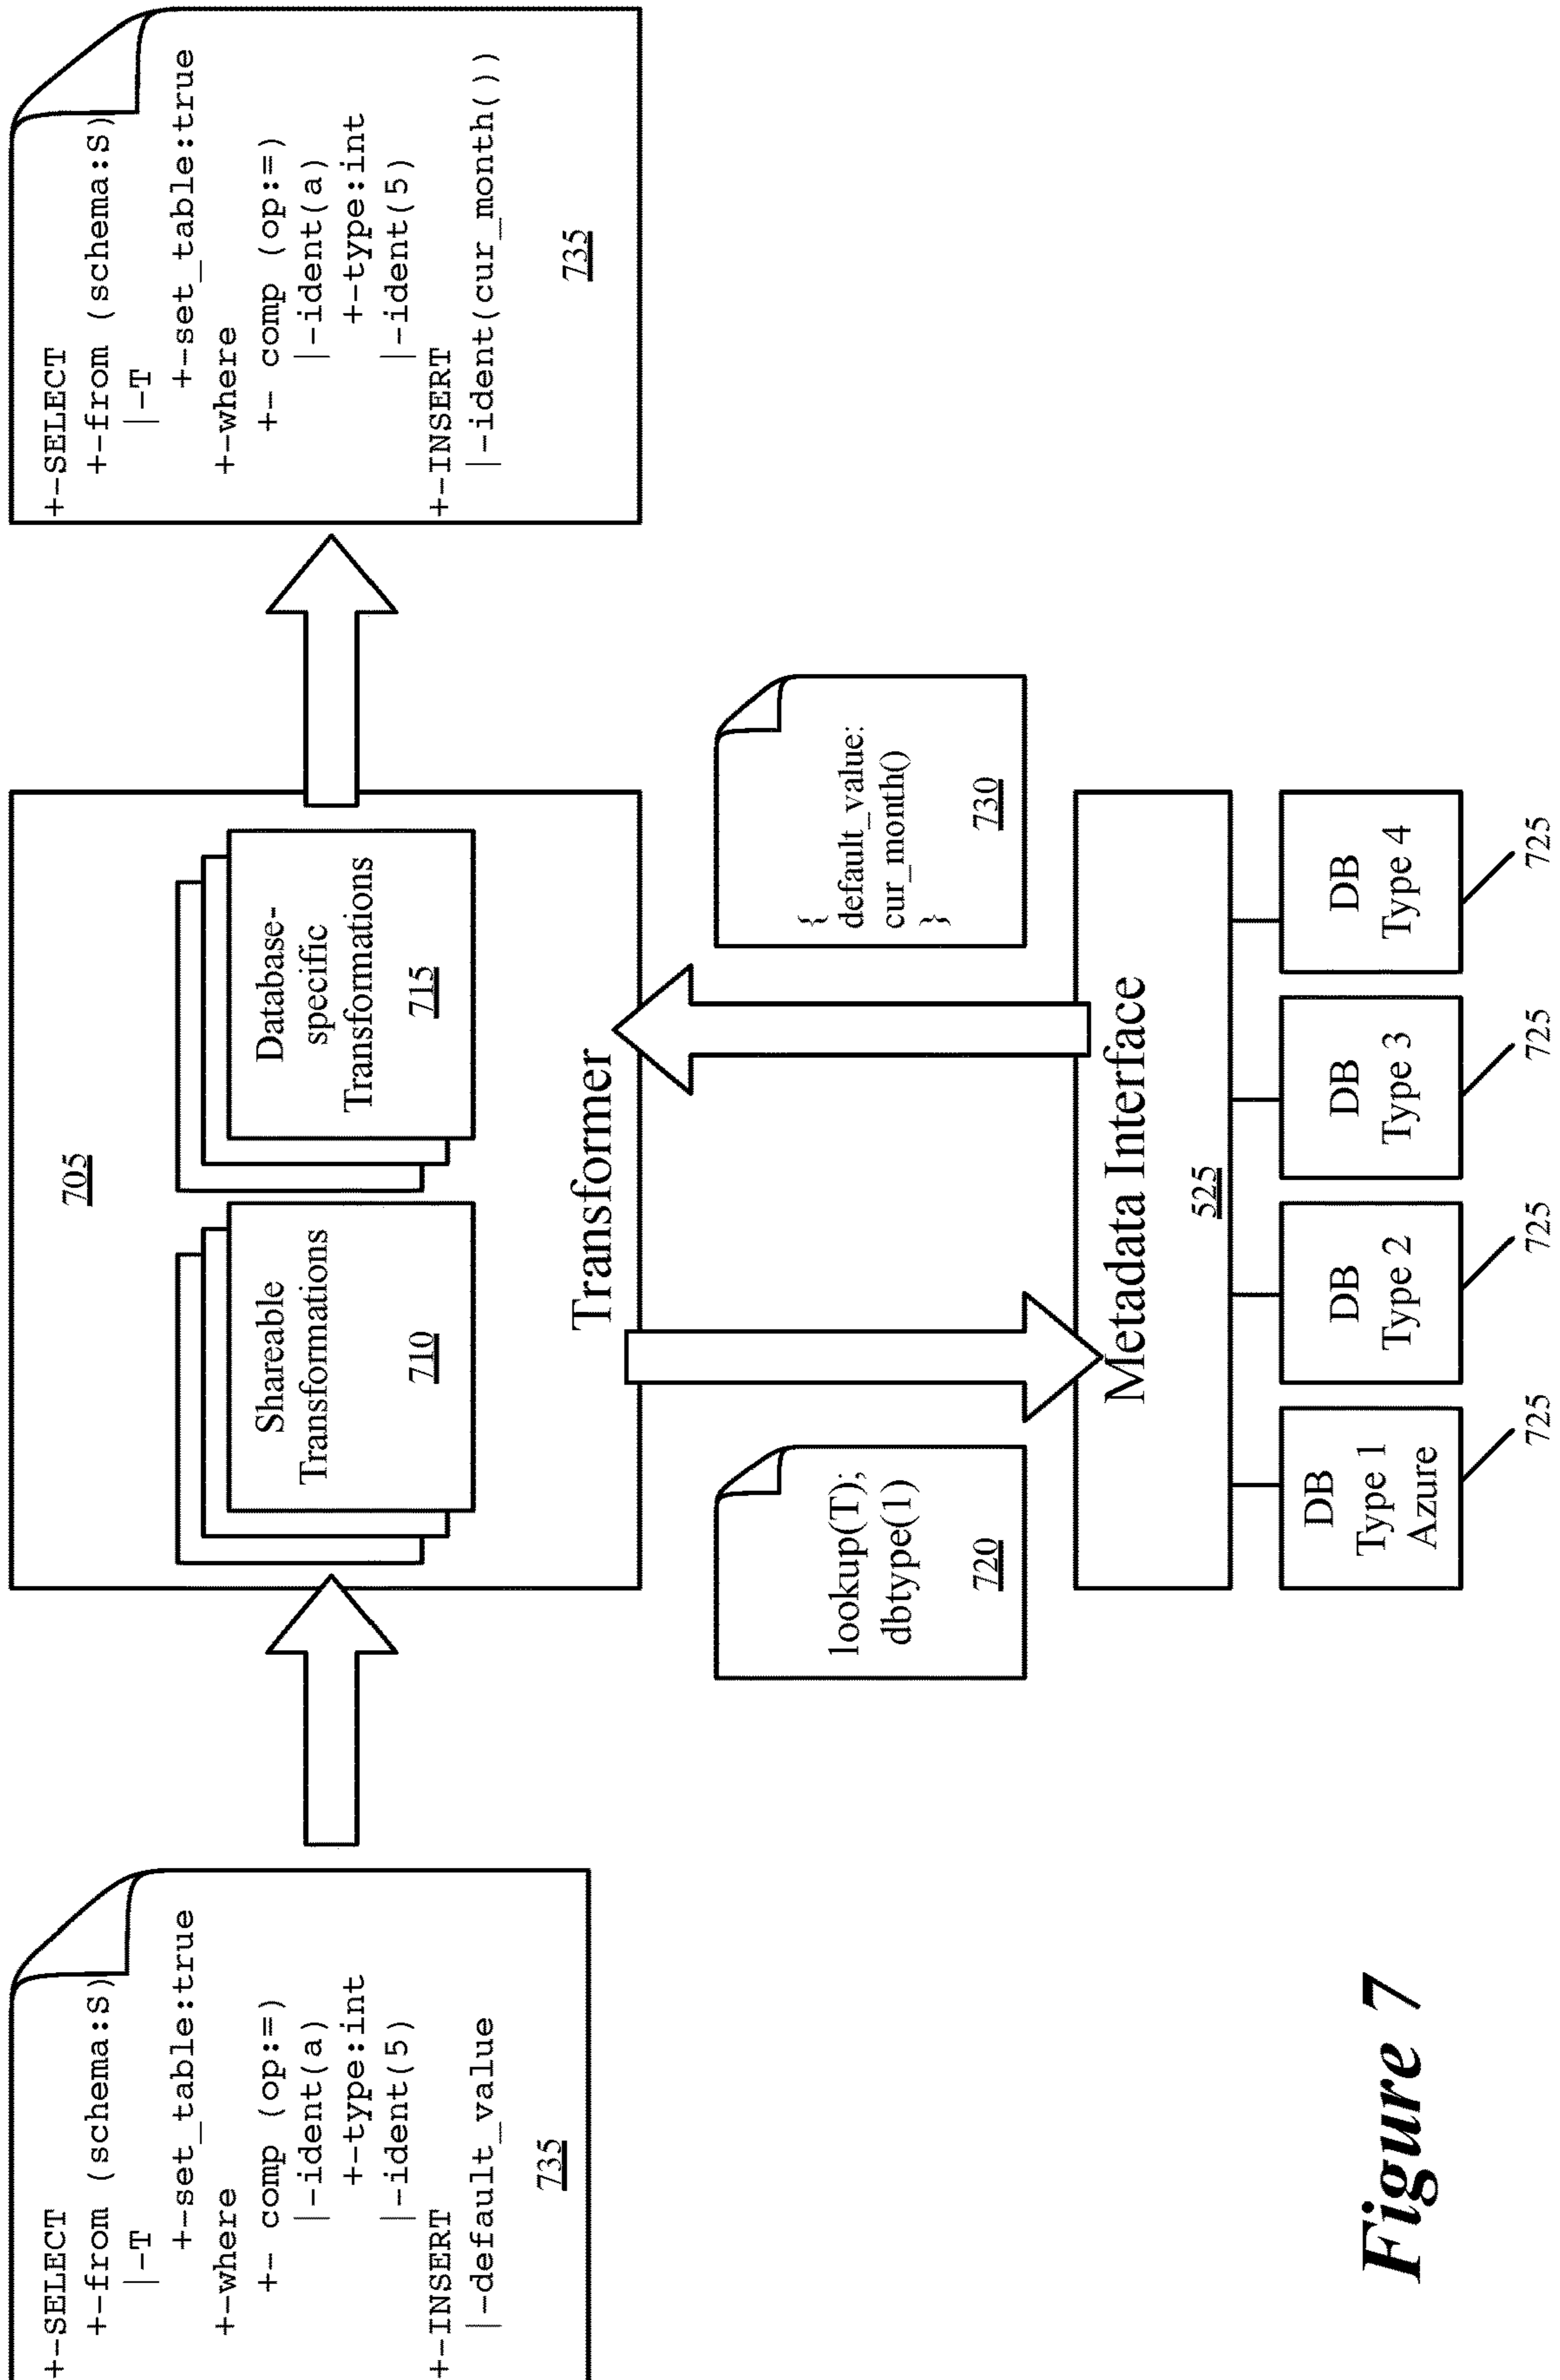 +-SELECT
+-from (schema:S)
|-T
+-set_table:true
+-where
+- comp (op:=)
|-ident(a)
+-type:int
|-ident(5)
+-INSERT
|-default_value
735
705
Shareable
Transformations
710
Database-
specific
Transformations
715
Transformer
+-SELECT
+-from (schema:S)
|-T
+-set_table:true
+-where
+- comp (op:=)
|-ident(a)
+-type:int
|-ident(5)
+-INSERT
|-ident(cur_month())
735
lookup(T);
dbtype(1)
720
{
default_value:
cur_month()
}
730
Metadata Interface
525
DB
Type 1
Azure
725
DB
Type 2
725
DB
Type 3
725
DB
Type 4
725
Figure 7